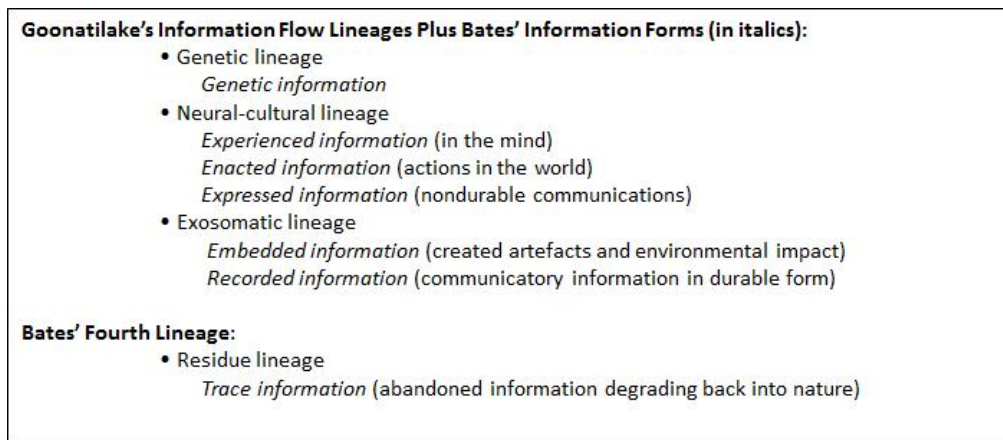 Goonatilake's Information Flow Lineages Plus Bates' Information Forms (in italics):
• Genetic lineage
Genetic information
• Neural-cultural lineage
Experienced information (in the mind)
Enacted information (actions in the world)
Expressed information (nondurable communications)
• Exosomatic lineage
Embedded information (created artefacts and environmental impact)
Recorded information (communicatory information in durable form)
Bates' Fourth Lineage:
• Residue lineage
Trace information (abandoned information degrading back into nature)